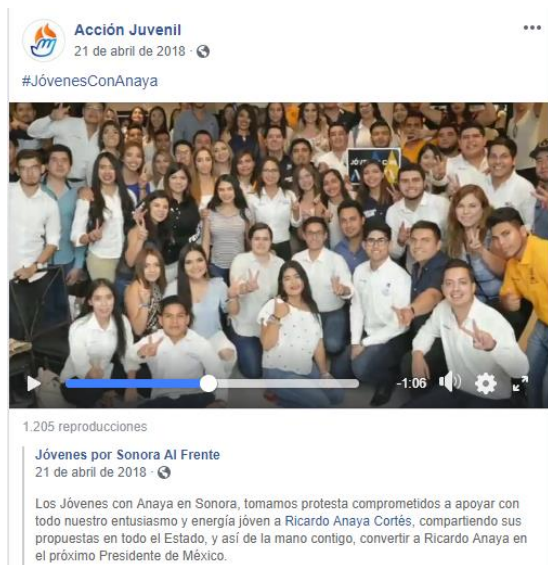 Acción Juvenil
21 de abril de 2018
#JóvenesConAnaya
-1:06
1.205 reproducciones
Jóvenes por Sonora Al Frente
21 de abril de 2018
Los Jóvenes con Anaya en Sonora, tomamos protesta comprometidos a apoyar con
todo nuestro entusiasmo y energía jóven a Ricardo Anaya Cortés, compartiendo sus
propuestas en todo el Estado, y así de la mano contigo, convertir a Ricardo Anaya en
el próximo Presidente de México.